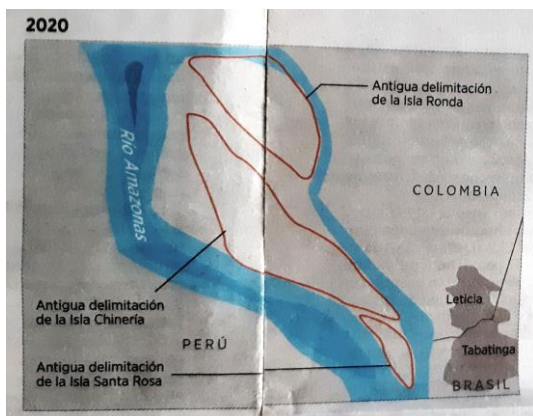 2020
Antigua delimitación
de la Isla Ronda
Río Amazonas
COLOMBIA
Antigua delimitación
de la Isla Chinería
Leticia
PERÚ
Tabatinga
Antigua delimitación
de la Isla Santa Rosa
BRASIL